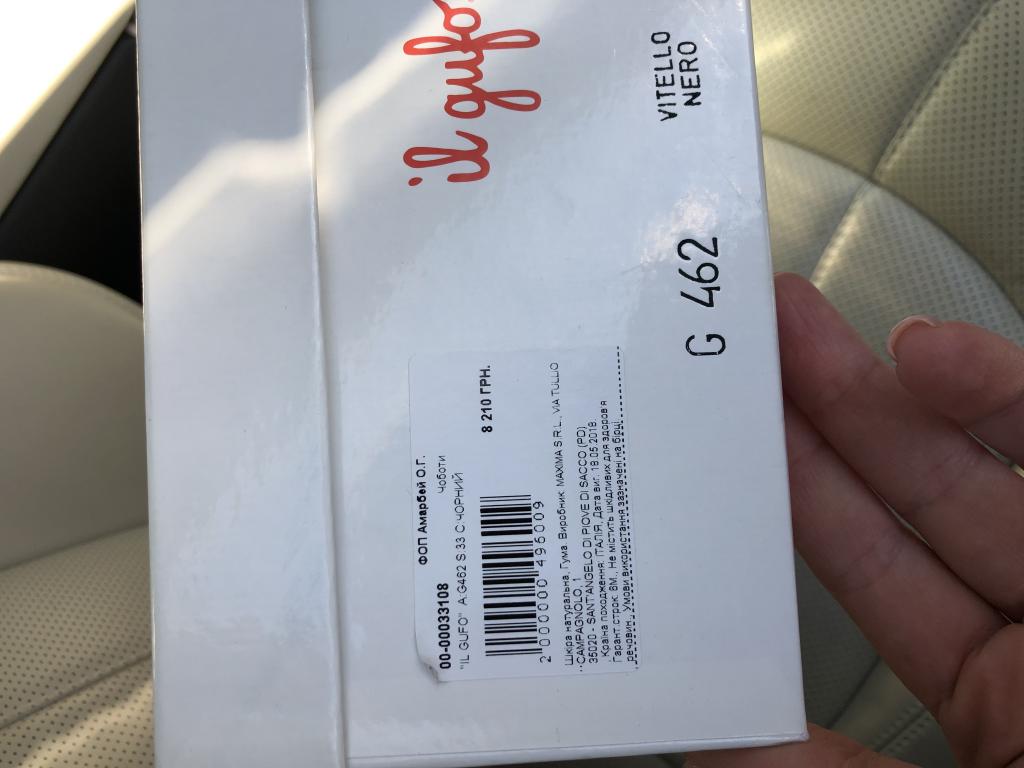 il gufo.
VITELLO
NERO
G 462
ФОП Амарбей О.Г.
00-00033108
Чоботи
"IL GUFO" A:G462 S:33 C:ЧОРНИЙ
8 210 ГРН.
2 000000 496009
Шкіра натуральна, Гума. Виробник: MAXIMA S.R.L., VIA TULLIO
CAMPAGNOLO, 1
35020 - SANT'ANGELO DI PIOVE DI SACCO (PD)
Країна походження: ІТАЛІЯ, Дата виг. 18.05.2018.
Гарант.строк: 8М., Не містить шкідливих для здоров'я
речовин., Умови використання зазначені на бірці